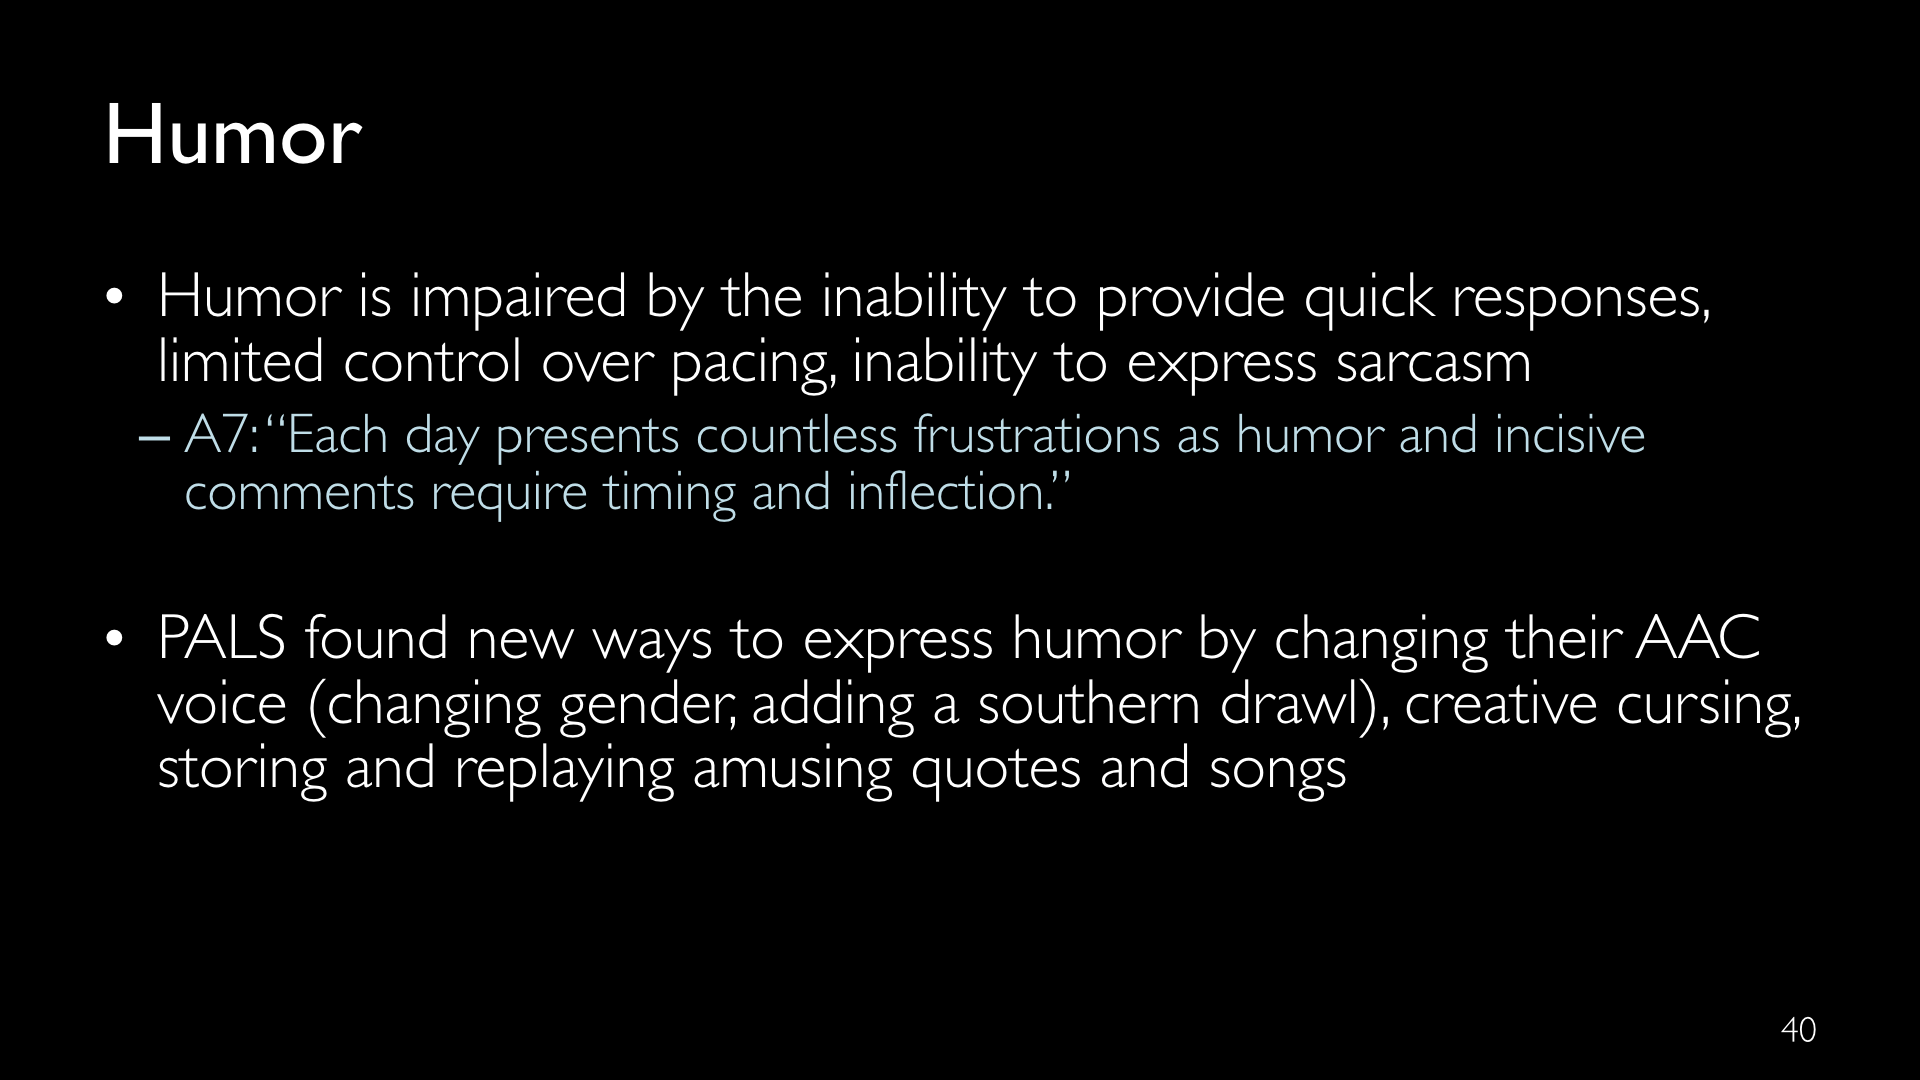 Humor
• Humor is impaired by the inability to provide quick responses,
limited control over pacing, inability to express sarcasm
– A7: “Each day presents countless frustrations as humor and incisive
comments require timing and inflection.”
• PALS found new ways to express humor by changing their AAC
voice (changing gender, adding a southern drawl), creative cursing,
storing and replaying amusing quotes and songs
40